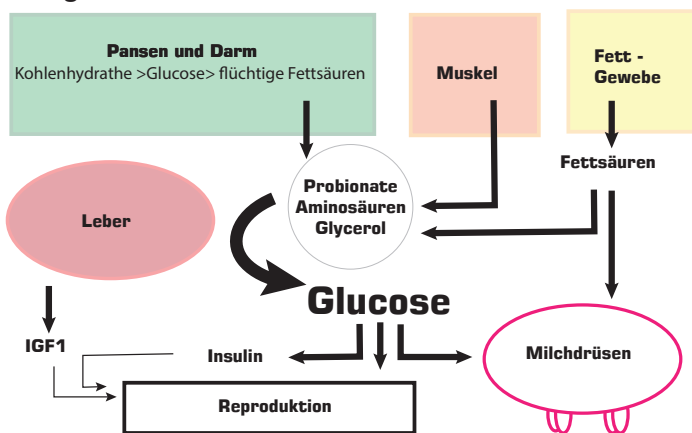 Pansen und Darm
Kohlenhydrathe >Glucose> flüchtige Fettsäuren
Muskel
Fett -
Gewebe
Fettsäuren
Probionate
Aminosäuren
Glycerol
Leber
Glucose
IGF1
Insulin
Milchdrüsen
Reproduktion